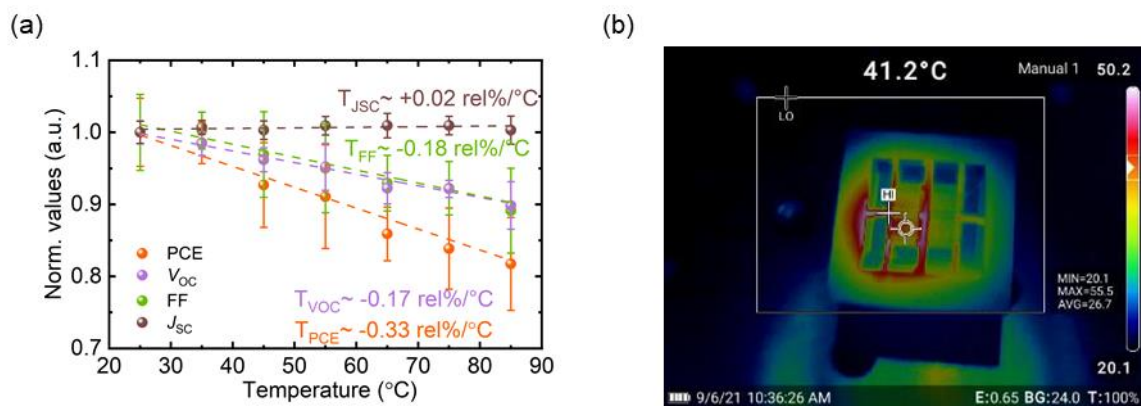 (a)
(b)
1.1
1.0
0.9
0.8
0.7
Norm. values (a.u.)
T_JSC~ +0.02 rel%/°C
T_FF~ -0.18 rel%/°C
PCE
V_OC
FF
J_SC
T_VOC~ -0.17 rel%/°C
T_PCE~ -0.33 rel%/°C
20 30 40 50 60 70 80 90
Temperature (°C)
41.2°C
Manual 1
50.2
LO
HI
MIN=20.1
MAX=55.5
AVG=26.7
20.1
9/6/21 10:36:26 AM
E:0.65 BG:24.0 T:100%